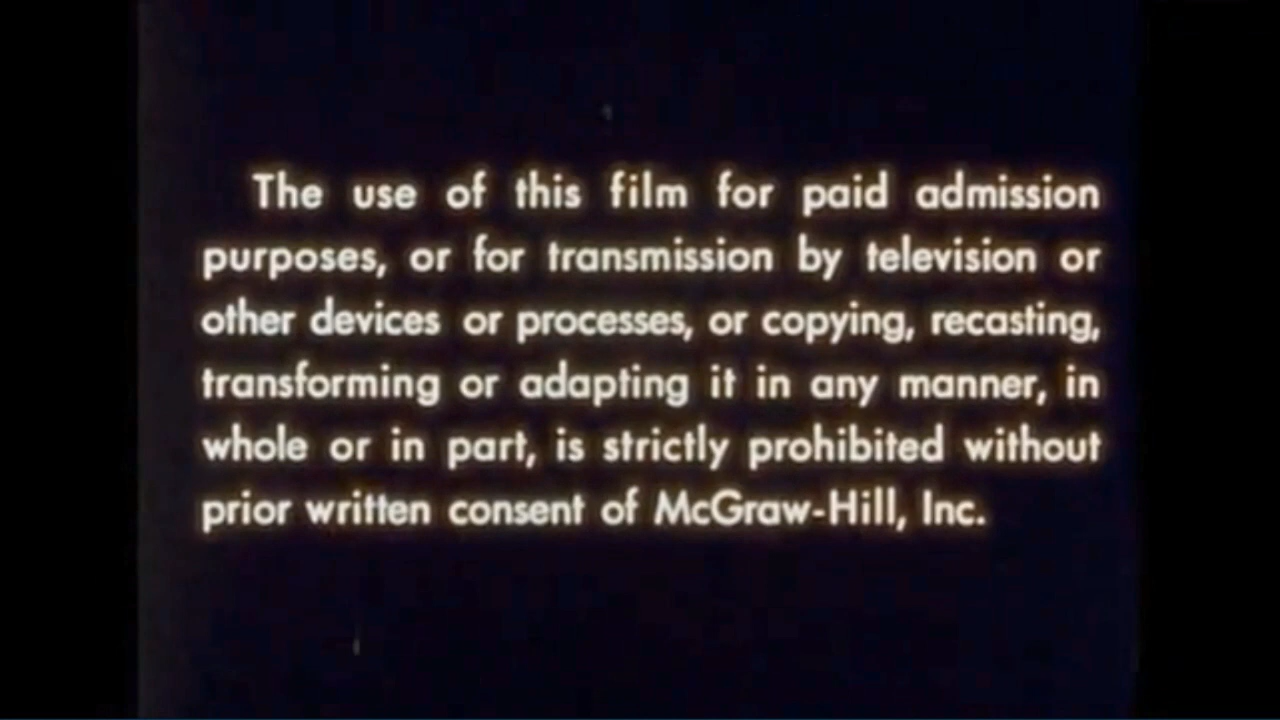 The use of this film for paid admission
purposes, or for transmission by television or
other devices or processes, or copying, recasting,
transforming or adapting it in any manner, in
whole or in part, is strictly prohibited without
prior written consent of McGraw-Hill, Inc.